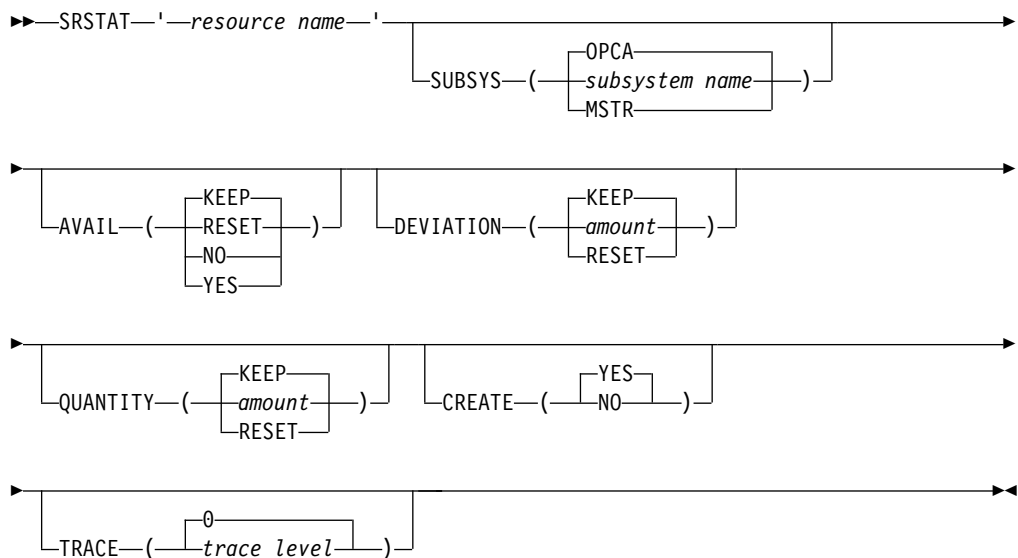 SRSTAT ' resource name '
OPCA
SUBSYS ( subsystem name )
MSTR
KEEP KEEP
AVAIL ( RESET ) DEVIATION ( amount )
NO RESET
YES
KEEP YES
QUANTITY ( amount ) CREATE ( NO )
RESET
0
TRACE ( trace level )